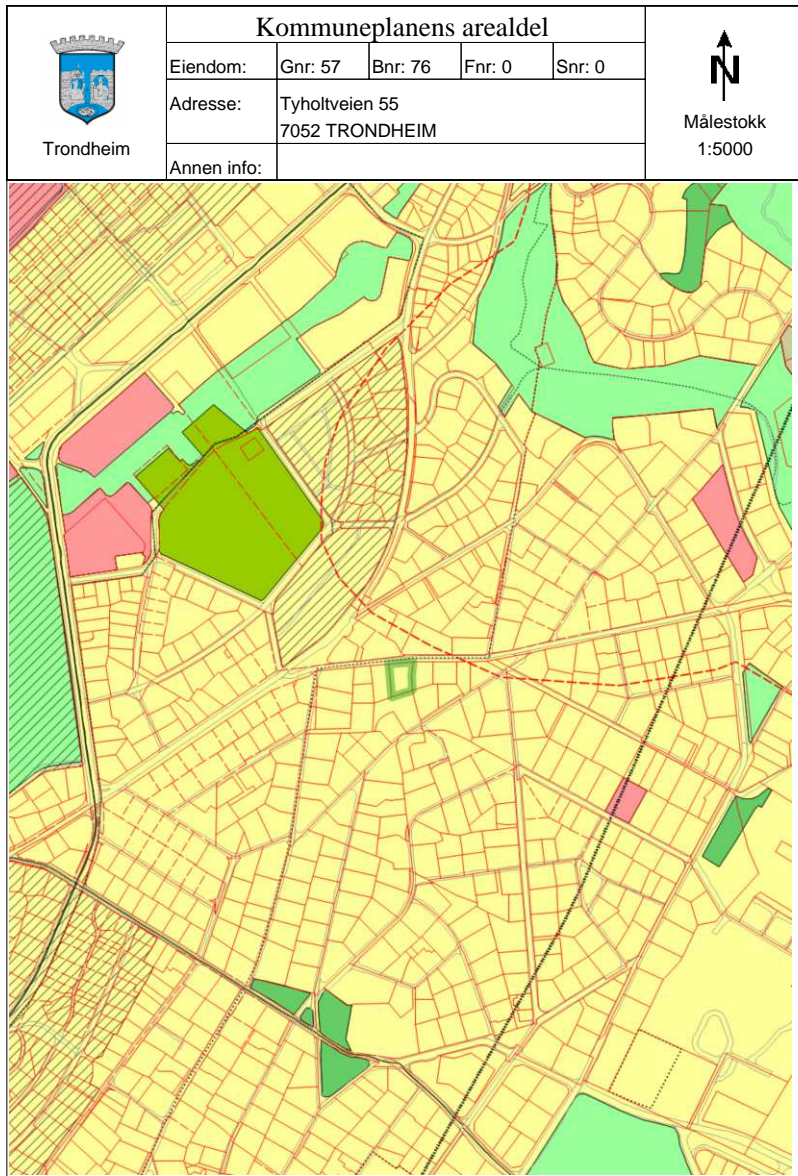 Kommuneplanens arealdel
Eiendom: Gnr: 57 Bnr: 76 Fnr: 0 Snr: 0
Adresse: Tyholtveien 55
7052 TRONDHEIM
Annen info:
Trondheim
N
Målestokk
1:5000